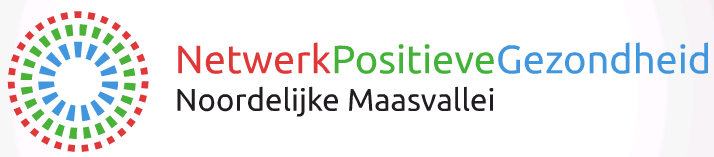 NetwerkPositieveGezondheid
Noordelijke Maasvallei